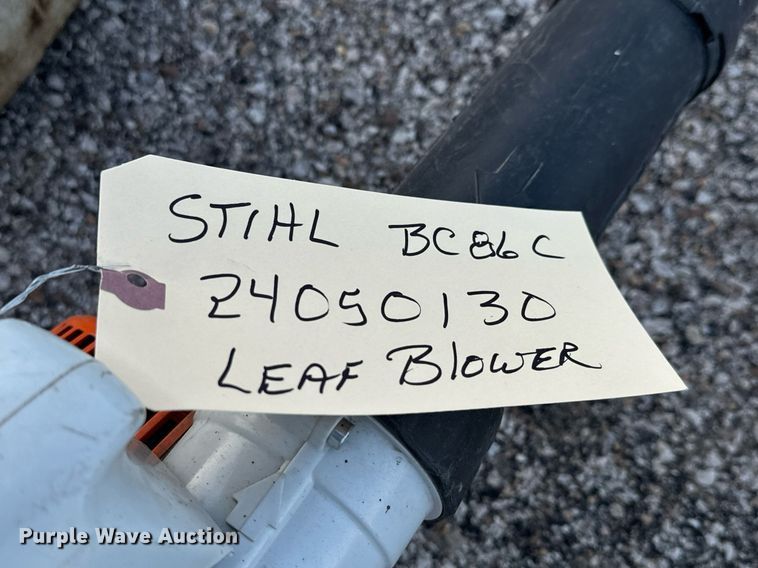 STIHL BC86C
24050130
LEAF BlOWER
Purple Wave Auction®